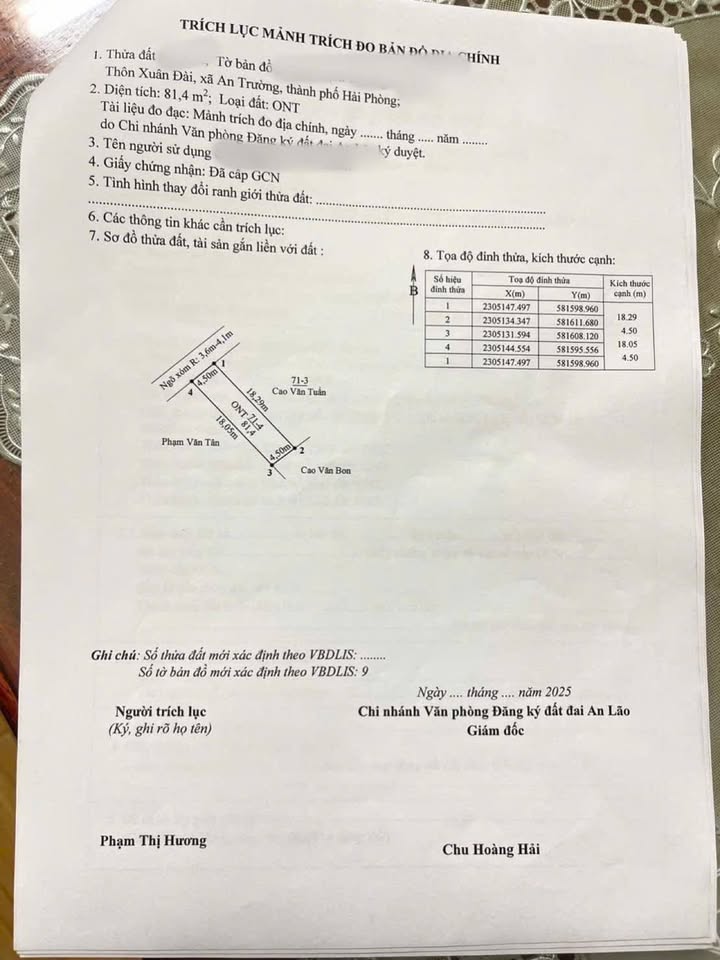 TRÍCH LỤC MẢNH TRÍCH ĐO BẢN ĐỒ ĐỊA CHÍNH
1. Thửa đất Tờ bản đồ
Thôn Xuân Đài, xã An Trường, thành phố Hải Phòng;
2. Diện tích: 81,4 m²; Loại đất: ONT
Tài liệu đo đạc: Mảnh trích đo địa chính, ngày ....... tháng ..... năm ........
do Chi nhánh Văn phòng Đăng ký đất đai ký duyệt.
3. Tên người sử dụng
4. Giấy chứng nhận: Đã cấp GCN
5. Tình hình thay đổi ranh giới thửa đất:
6. Các thông tin khác cần trích lục:
7. Sơ đồ thửa đất, tài sản gắn liền với đất :
8. Tọa độ đỉnh thửa, kích thước cạnh:
B
Số hiệu đỉnh thửa Toạ độ đỉnh thửa Kích thước cạnh (m)
X(m) Y(m)
1 2305147.497 581598.960
18.29
2 2305134.347 581611.680
4.50
3 2305131.594 581608.120
18.05
4 2305144.554 581595.556
4.50
1 2305147.497 581598.960
Ngõ xóm R: 3,6m-4,1m
4,50m
1
4
18,29m
71-3
Cao Văn Tuấn
ONT 71-4
81,4
18,05m
Phạm Văn Tân
4,50m
2
3
Cao Văn Bon
Ghi chú: Số thửa đất mới xác định theo VBDLIS: ........
Số tờ bản đồ mới xác định theo VBDLIS: 9
Ngày .... tháng .... năm 2025
Người trích lục
Chi nhánh Văn phòng Đăng ký đất đai An Lão
(Ký, ghi rõ họ tên)
Giám đốc
Phạm Thị Hương
Chu Hoàng Hải